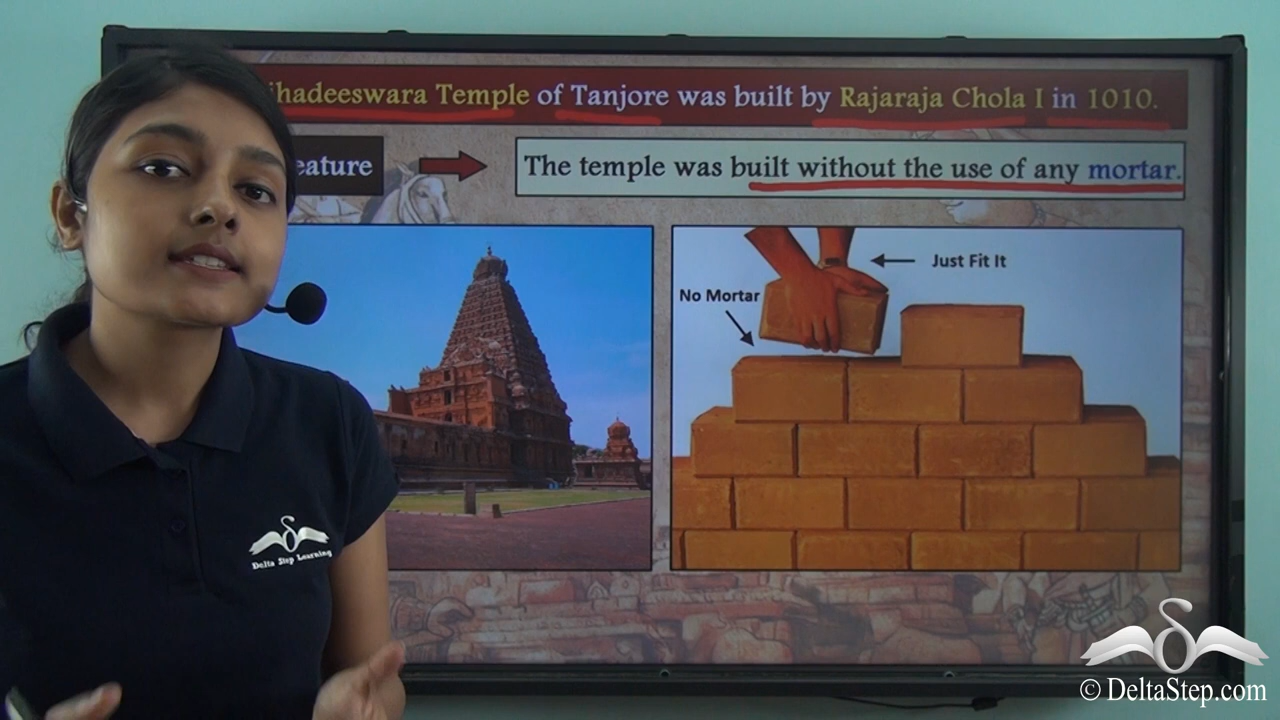 ihadeeswara Temple of Tanjore was built by Rajaraja Chola I in 1010.
eature
The temple was built without the use of any mortar.
Just Fit It
No Mortar
Delta Step Learning
© DeltaStep.com